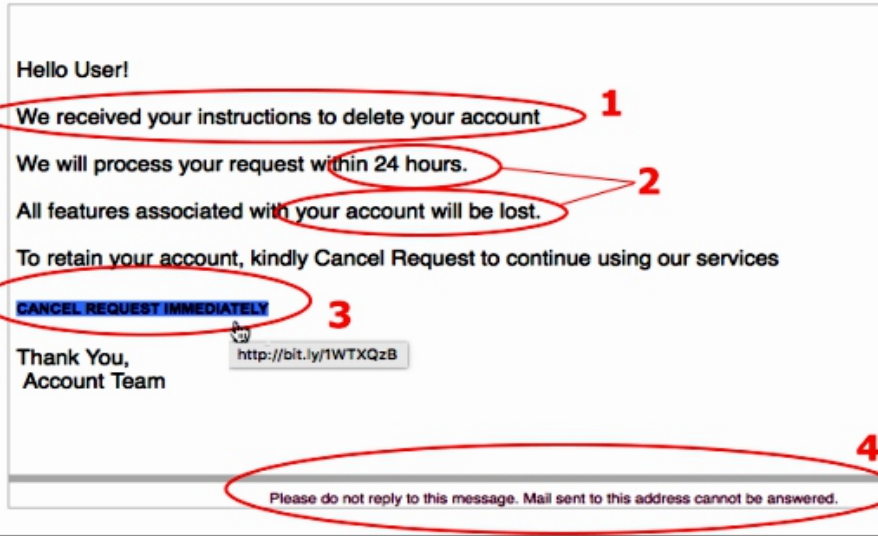 Hello User!
We received your instructions to delete your account
1
We will process your request within 24 hours.
2
All features associated with your account will be lost.
To retain your account, kindly Cancel Request to continue using our services
CANCEL REQUEST IMMEDIATELY
3
http://bit.ly/1WTXQzB
Thank You,
Account Team
4
Please do not reply to this message. Mail sent to this address cannot be answered.